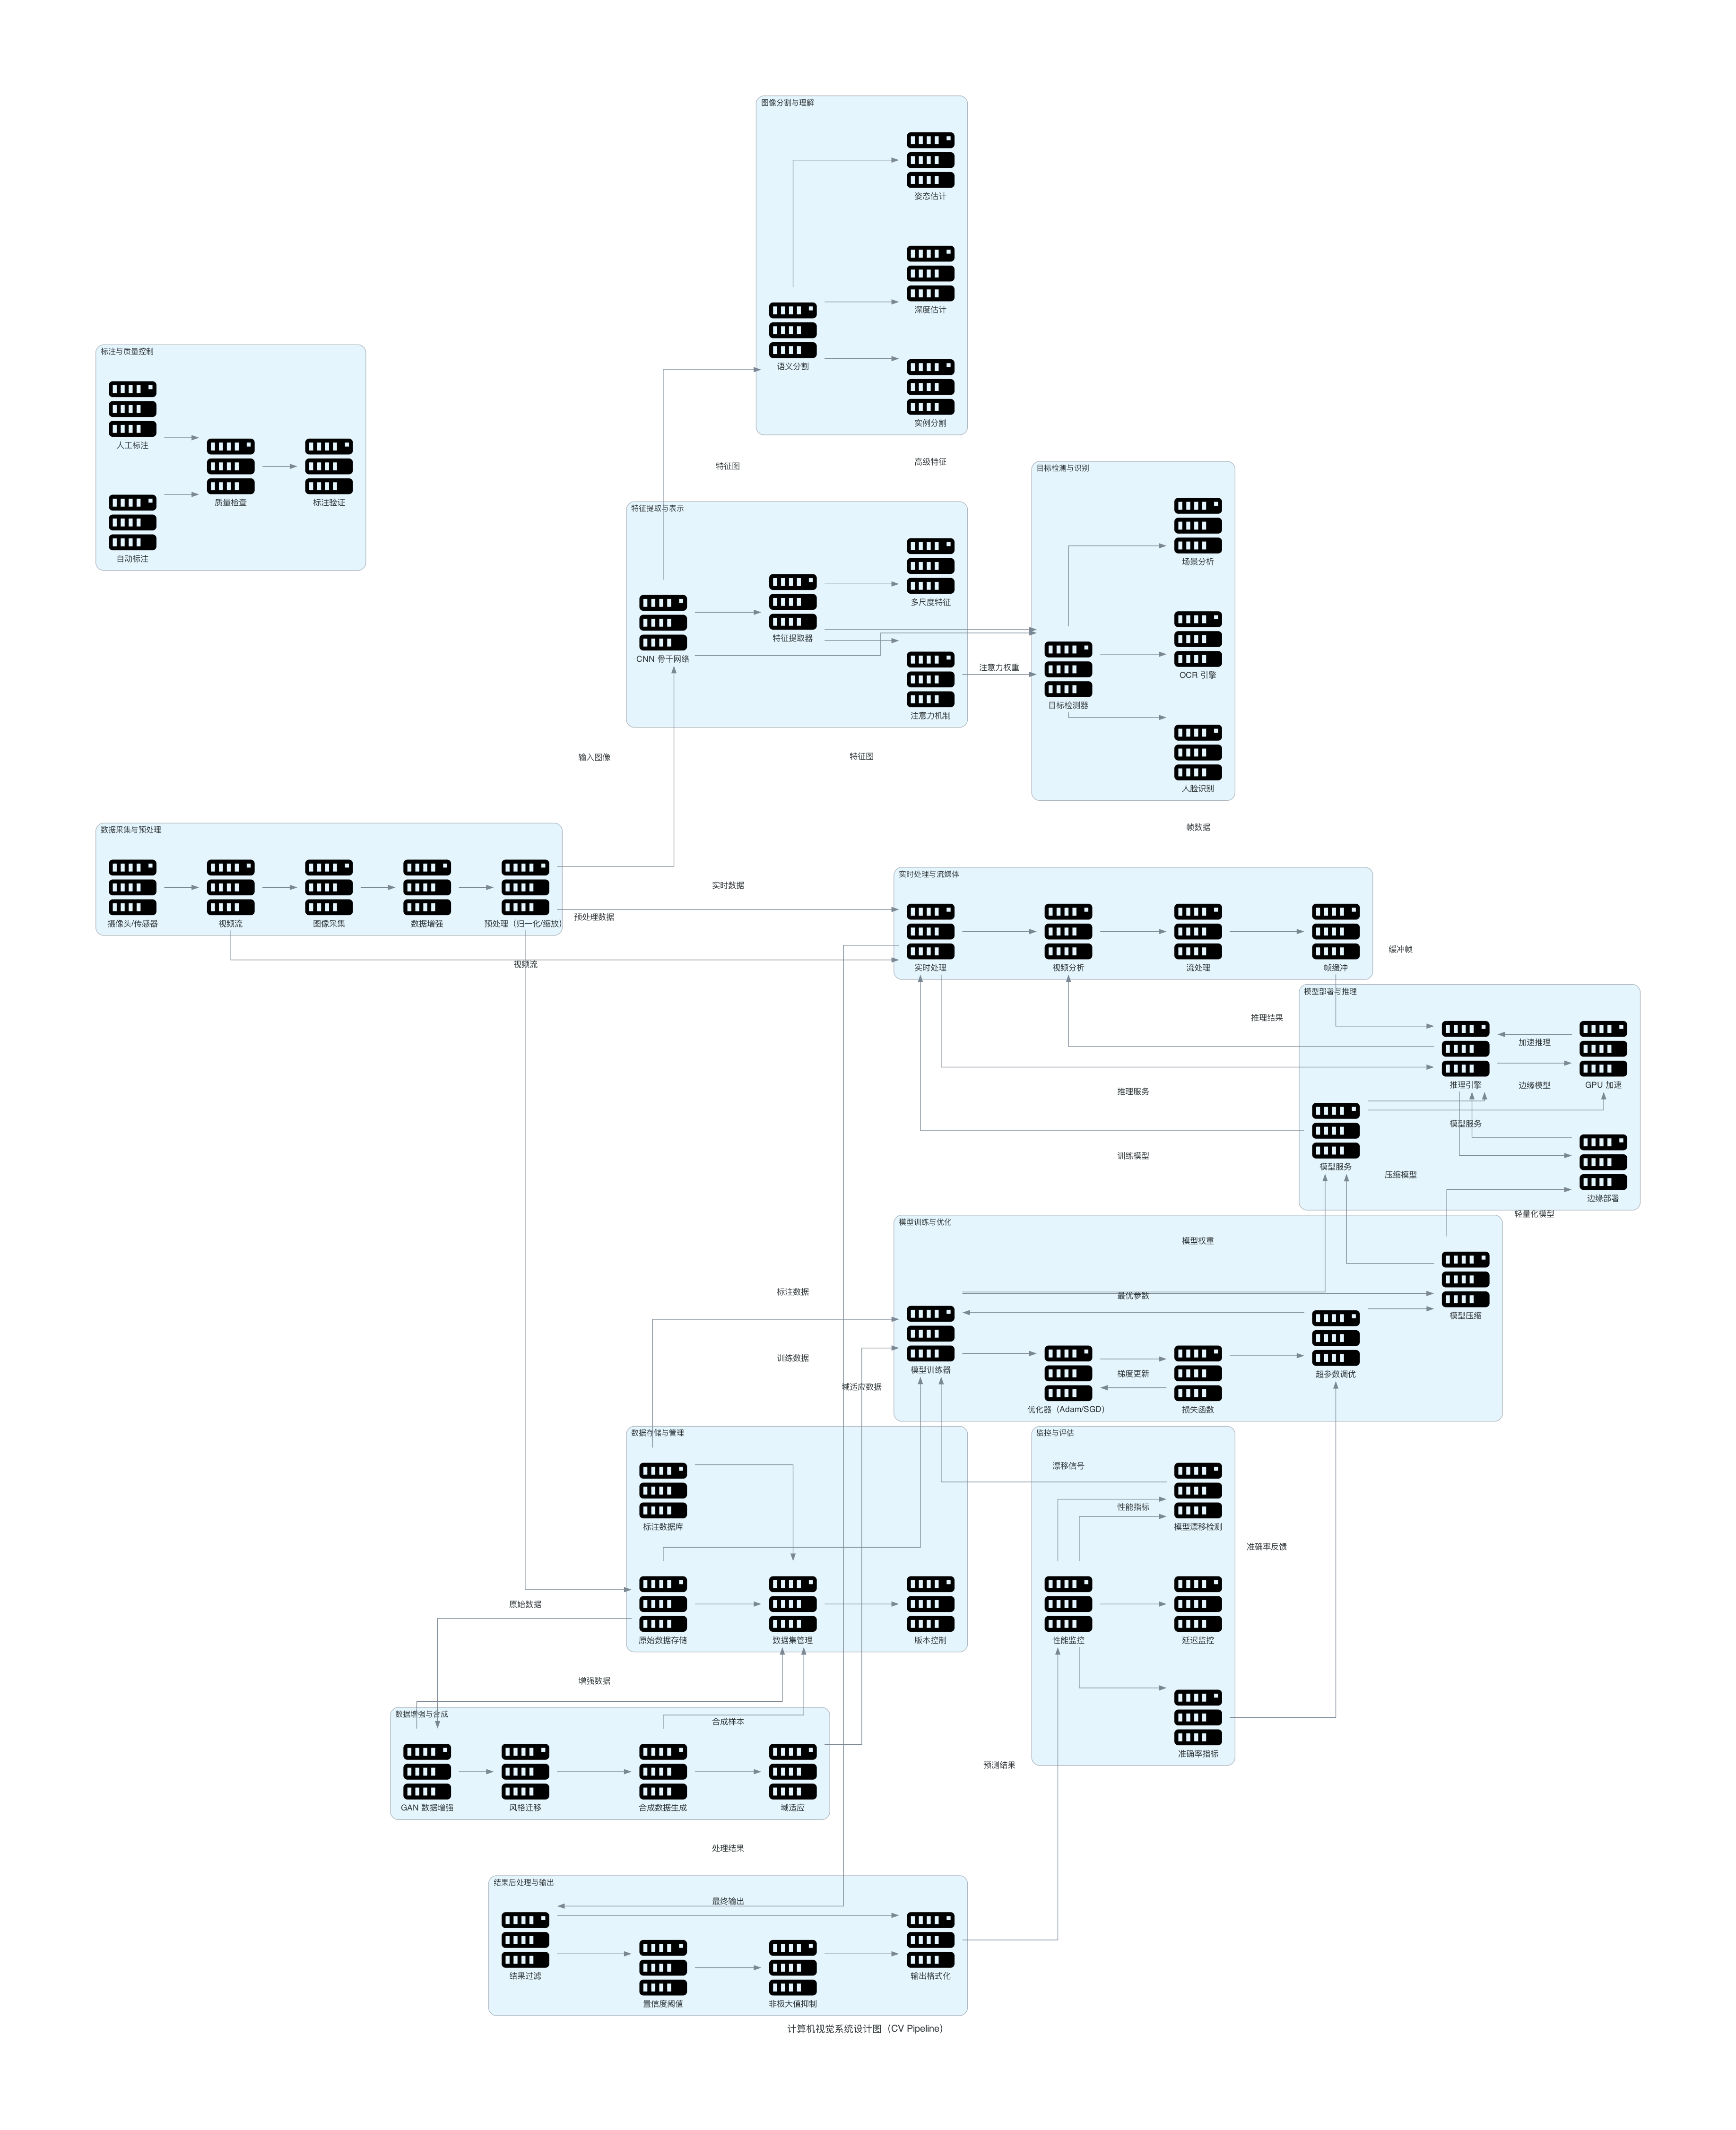 图像分割与理解
姿态估计
深度估计
语义分割
实例分割
标注与质量控制
人工标注
质量检查
标注验证
自动标注
特征图
高级特征
目标检测与识别
场景分析
OCR 引擎
目标检测器
人脸识别
特征提取与表示
多尺度特征
特征提取器
CNN 骨干网络
注意力机制
注意力权重
输入图像
特征图
帧数据
数据采集与预处理
摄像头/传感器
视频流
图像采集
数据增强
预处理（归一化/缩放）
实时数据
预处理数据
视频流
实时处理与流媒体
实时处理
视频分析
流处理
帧缓冲
缓冲帧
模型部署与推理
推理结果
加速推理
推理引擎
边缘模型
GPU 加速
推理服务
模型服务
训练模型
模型服务
压缩模型
边缘部署
轻量化模型
模型训练与优化
模型权重
标注数据
最优参数
模型压缩
训练数据
模型训练器
梯度更新
超参数调优
域适应数据
优化器（Adam/SGD）
损失函数
数据存储与管理
标注数据库
原始数据
原始数据存储
数据集管理
版本控制
监控与评估
漂移信号
性能指标
模型漂移检测
准确率反馈
性能监控
延迟监控
准确率指标
增强数据
数据增强与合成
合成样本
GAN 数据增强
风格迁移
合成数据生成
域适应
预测结果
处理结果
结果后处理与输出
最终输出
结果过滤
置信度阈值
非极大值抑制
输出格式化
计算机视觉系统设计图（CV Pipeline）